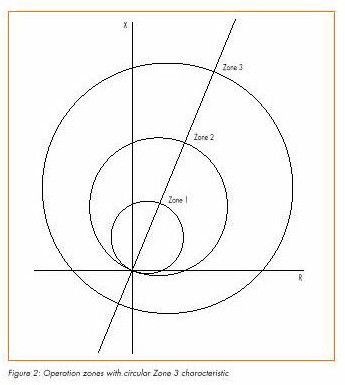 X
Zone 3
Zone 2
Zone 1
R
Figure 2: Operation zones with circular Zone 3 characteristic